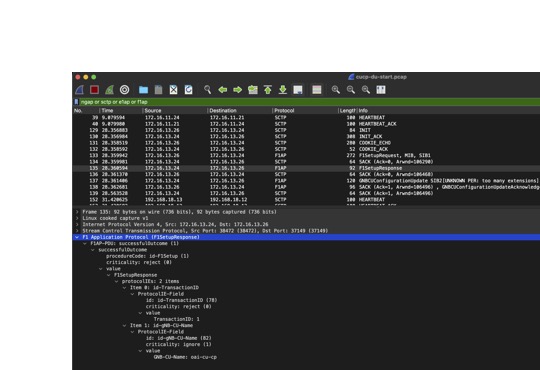 cucp-du-start.pcap
ngap or sctp or e1ap or f1ap
No. Time Source Destination Protocol Length Info
39 9.079550 172.16.11.24 172.16.11.21 SCTP 100 HEARTBEAT
40 9.079980 172.16.11.21 172.16.11.24 SCTP 100 HEARTBEAT_ACK
129 28.356883 172.16.13.26 172.16.13.24 SCTP 84 INIT
130 28.356984 172.16.13.24 172.16.13.26 SCTP 308 INIT_ACK
131 28.358519 172.16.13.26 172.16.13.24 SCTP 280 COOKIE_ECHO
132 28.358592 172.16.13.24 172.16.13.26 SCTP 52 COOKIE_ACK
133 28.359942 172.16.13.26 172.16.13.24 F1AP 272 F1SetupRequest, MIB, SIB1
134 28.359981 172.16.13.24 172.16.13.26 SCTP 64 SACK (Ack=0, Arwnd=106290)
135 28.360594 172.16.13.24 172.16.13.26 F1AP 92 F1SetupResponse
136 28.361370 172.16.13.26 172.16.13.24 SCTP 64 SACK (Ack=0, Arwnd=106468)
137 28.361406 172.16.13.24 172.16.13.26 F1AP 120 GNBCUConfigurationUpdate SIB2[UNKNOWN PER: too many extensions]
138 28.362681 172.16.13.26 172.16.13.24 F1AP 96 SACK (Ack=1, Arwnd=106496) , GNBCUConfigurationUpdateAcknowled
139 28.563528 172.16.13.24 172.16.13.26 SCTP 64 SACK (Ack=1, Arwnd=106496)
152 31.420625 192.168.18.13 192.168.18.12 SCTP 100 HEARTBEAT
Frame 135: 92 bytes on wire (736 bits), 92 bytes captured (736 bits)
Linux cooked capture v1
Internet Protocol Version 4, Src: 172.16.13.24, Dst: 172.16.13.26
Stream Control Transmission Protocol, Src Port: 38472 (38472), Dst Port: 37149 (37149)
F1 Application Protocol (F1SetupResponse)
F1AP-PDU: successfulOutcome (1)
successfulOutcome
procedureCode: id-F1Setup (1)
criticality: reject (0)
value
F1SetupResponse
protocolIEs: 2 items
Item 0: id-TransactionID
ProtocolIE-Field
id: id-TransactionID (78)
criticality: reject (0)
value
TransactionID: 1
Item 1: id-gNB-CU-Name
ProtocolIE-Field
id: id-gNB-CU-Name (82)
criticality: ignore (1)
value
GNB-CU-Name: oai-cu-cp